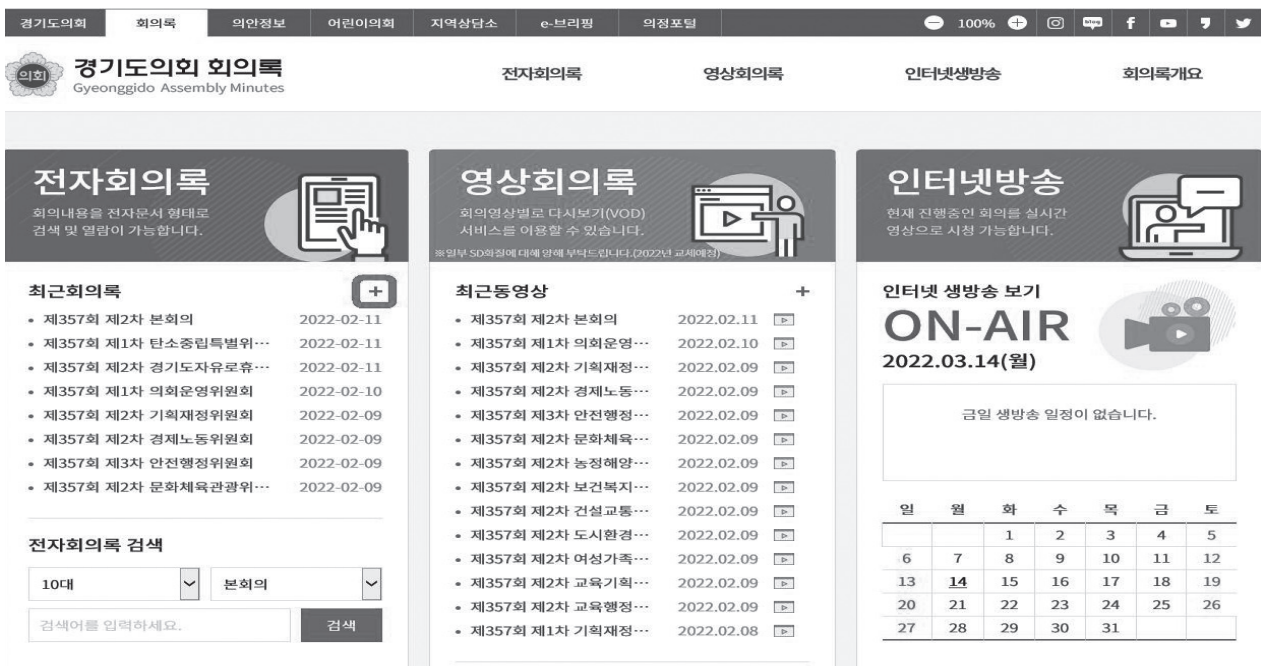 경기도의회 회의록 의안정보 어린이의회 지역상담소 e-브리핑 의정포털 100%
의회 경기도의회 회의록
Gyeonggido Assembly Minutes
전자회의록 영상회의록 인터넷생방송 회의록개요
전자회의록
회의내용을 전자문서 형태로
검색 및 열람이 가능합니다.
최근회의록 +
• 제357회 제2차 본회의 2022-02-11
• 제357회 제1차 탄소중립특별위… 2022-02-11
• 제357회 제2차 경기도자유로휴… 2022-02-11
• 제357회 제1차 의회운영위원회 2022-02-10
• 제357회 제2차 기획재정위원회 2022-02-09
• 제357회 제2차 경제노동위원회 2022-02-09
• 제357회 제3차 안전행정위원회 2022-02-09
• 제357회 제2차 문화체육관광위… 2022-02-09
전자회의록 검색
10대 본회의
검색어를 입력하세요. 검색
영상회의록
회의영상별로 다시보기(VOD)
서비스를 이용할 수 있습니다.
※일부 SD화질에 대해 양해 부탁드립니다.(2022년 교체예정)
최근동영상 +
• 제357회 제2차 본회의 2022.02.11
• 제357회 제1차 의회운영… 2022.02.10
• 제357회 제2차 기획재정… 2022.02.09
• 제357회 제2차 경제노동… 2022.02.09
• 제357회 제3차 안전행정… 2022.02.09
• 제357회 제2차 문화체육… 2022.02.09
• 제357회 제2차 농정해양… 2022.02.09
• 제357회 제2차 보건복지… 2022.02.09
• 제357회 제2차 건설교통… 2022.02.09
• 제357회 제2차 도시환경… 2022.02.09
• 제357회 제2차 여성가족… 2022.02.09
• 제357회 제2차 교육기획… 2022.02.09
• 제357회 제2차 교육행정… 2022.02.09
• 제357회 제1차 기획재정… 2022.02.08
인터넷방송
현재 진행중인 회의를 실시간
영상으로 시청 가능합니다.
인터넷 생방송 보기
ON-AIR
2022.03.14(월)
금일 생방송 일정이 없습니다.
일 월 화 수 목 금 토
1 2 3 4 5
6 7 8 9 10 11 12
13 14 15 16 17 18 19
20 21 22 23 24 25 26
27 28 29 30 31